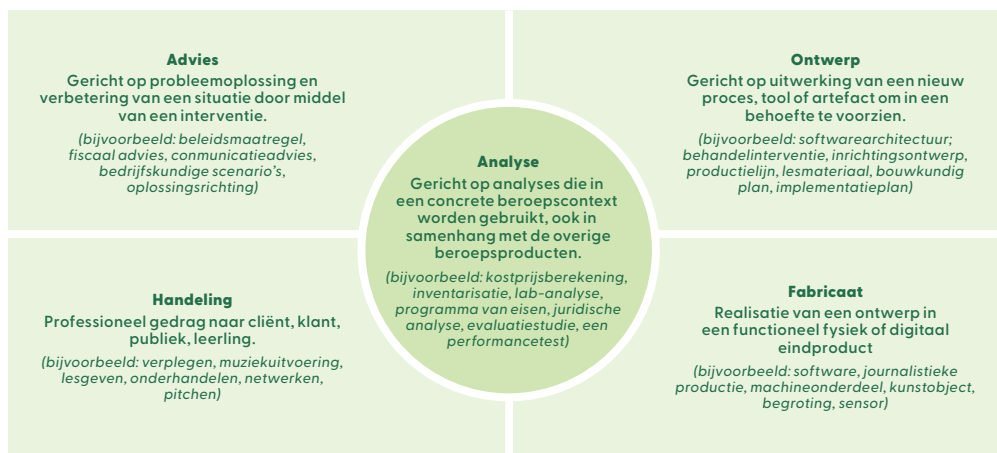 Advies
Gericht op probleemoplossing en
verbetering van een situatie door middel
van een interventie.
(bijvoorbeeld: beleidsmaatregel,
fiscaal advies, conmunicatieadvies,
bedrijfskundige scenario's,
oplossingsrichting)
Ontwerp
Gericht op uitwerking van een nieuw
proces, tool of artefact om in een
behoefte te voorzien.
(bijvoorbeeld: softwarearchitectuur;
behandelinterventie, inrichtingsontwerp,
productielijn, lesmateriaal, bouwkundig
plan, implementatieplan)
Analyse
Gericht op analyses die in
een concrete beroepscontext
worden gebruikt, ook in
samenhang met de overige
beroepsproducten.
(bijvoorbeeld: kostprijsberekening,
inventarisatie, lab-analyse,
programma van eisen, juridische
analyse, evaluatiestudie, een
performancetest)
Handeling
Professioneel gedrag naar cliënt, klant,
publiek, leerling.
(bijvoorbeeld: verplegen, muziekuitvoering,
lesgeven, onderhandelen, netwerken,
pitchen)
Fabricaat
Realisatie van een ontwerp in
een functioneel fysiek of digitaal
eindproduct
(bijvoorbeeld: software, journalistieke
productie, machineonderdeel, kunstobject,
begroting, sensor)